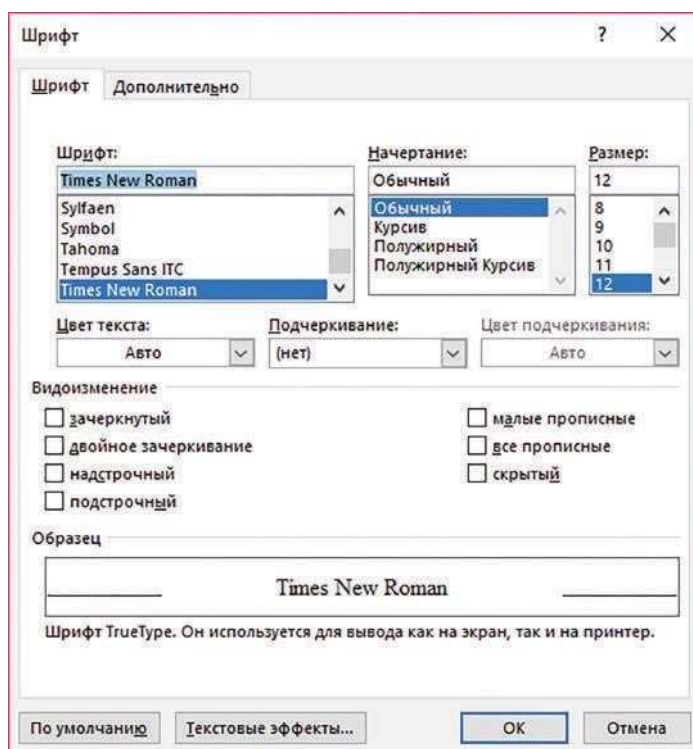 Шрифт ?
Шрифт Дополнительно
Шрифт: Начертание: Размер:
Times New Roman Обычный 12
Sylfaen Обычный 8
Symbol Курсив 9
Tahoma Полужирный 10
Tempus Sans ITC Полужирный Курсив 11
Times New Roman 12
Цвет текста: Подчеркивание: Цвет подчеркивания:
Авто (нет) Авто
Видоизменение
зачеркнутый малые прописные
двойное зачеркивание все прописные
надстрочный скрытый
подстрочный
Образец
Times New Roman
Шрифт TrueType. Он используется для вывода как на экран, так и на принтер.
По умолчанию Текстовые эффекты... ОК Отмена